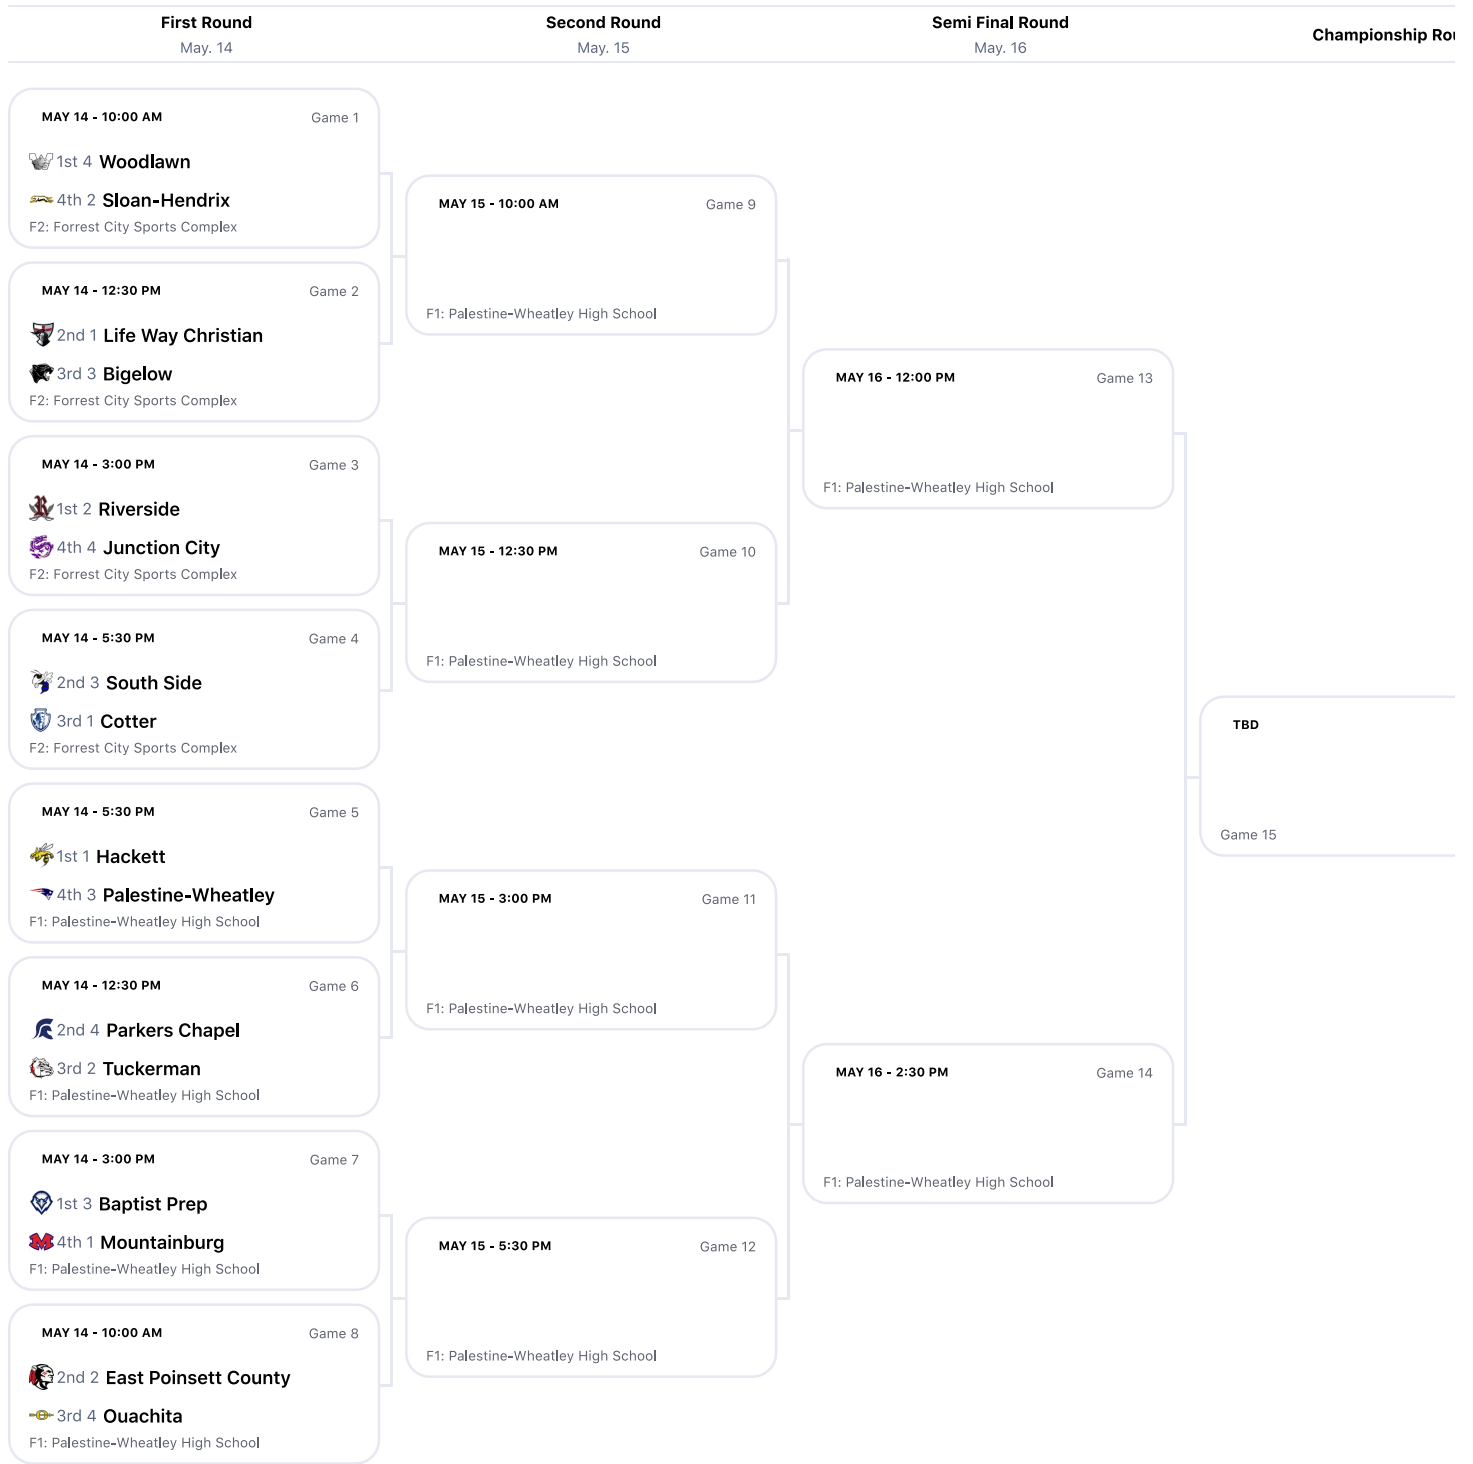 First Round
May. 14
Second Round
May. 15
Semi Final Round
May. 16
Championship Rou
MAY 14 - 10:00 AM Game 1
1st 4 Woodlawn
4th 2 Sloan-Hendrix
F2: Forrest City Sports Complex
MAY 14 - 12:30 PM Game 2
2nd 1 Life Way Christian
3rd 3 Bigelow
F2: Forrest City Sports Complex
MAY 14 - 3:00 PM Game 3
1st 2 Riverside
4th 4 Junction City
F2: Forrest City Sports Complex
MAY 14 - 5:30 PM Game 4
2nd 3 South Side
3rd 1 Cotter
F2: Forrest City Sports Complex
MAY 14 - 5:30 PM Game 5
1st 1 Hackett
4th 3 Palestine-Wheatley
F1: Palestine-Wheatley High School
MAY 14 - 12:30 PM Game 6
2nd 4 Parkers Chapel
3rd 2 Tuckerman
F1: Palestine-Wheatley High School
MAY 14 - 3:00 PM Game 7
1st 3 Baptist Prep
4th 1 Mountainburg
F1: Palestine-Wheatley High School
MAY 14 - 10:00 AM Game 8
2nd 2 East Poinsett County
3rd 4 Ouachita
F1: Palestine-Wheatley High School
MAY 15 - 10:00 AM Game 9
F1: Palestine-Wheatley High School
MAY 15 - 12:30 PM Game 10
F1: Palestine-Wheatley High School
MAY 15 - 3:00 PM Game 11
F1: Palestine-Wheatley High School
MAY 15 - 5:30 PM Game 12
F1: Palestine-Wheatley High School
MAY 16 - 12:00 PM Game 13
F1: Palestine-Wheatley High School
MAY 16 - 2:30 PM Game 14
F1: Palestine-Wheatley High School
TBD
Game 15